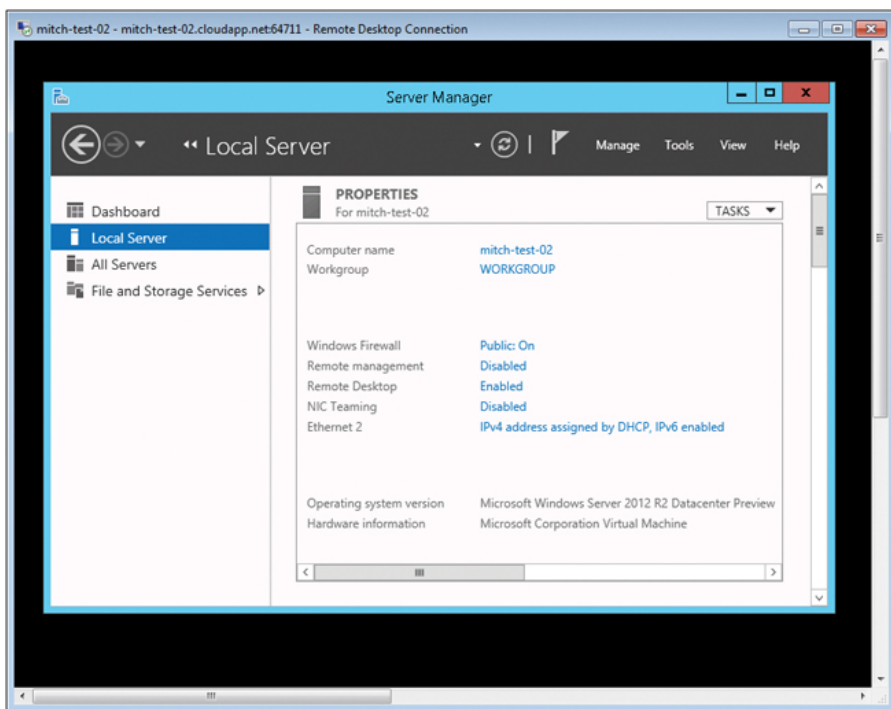 mitch-test-02 - mitch-test-02.cloudapp.net:64711 - Remote Desktop Connection
Server Manager
Local Server
Manage Tools View Help
Dashboard
Local Server
All Servers
File and Storage Services
PROPERTIES
For mitch-test-02
TASKS
Computer name mitch-test-02
Workgroup WORKGROUP
Windows Firewall Public: On
Remote management Disabled
Remote Desktop Enabled
NIC Teaming Disabled
Ethernet 2 IPv4 address assigned by DHCP, IPv6 enabled
Operating system version Microsoft Windows Server 2012 R2 Datacenter Preview
Hardware information Microsoft Corporation Virtual Machine